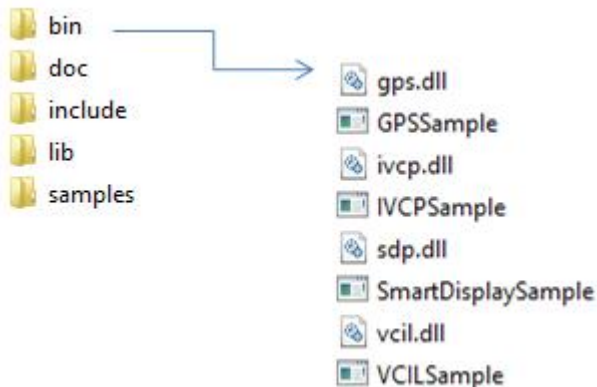 bin
doc
include
lib
samples
gps.dll
GPSSample
ivcp.dll
IVCPSample
sdp.dll
SmartDisplaySample
vcil.dll
VCILSample